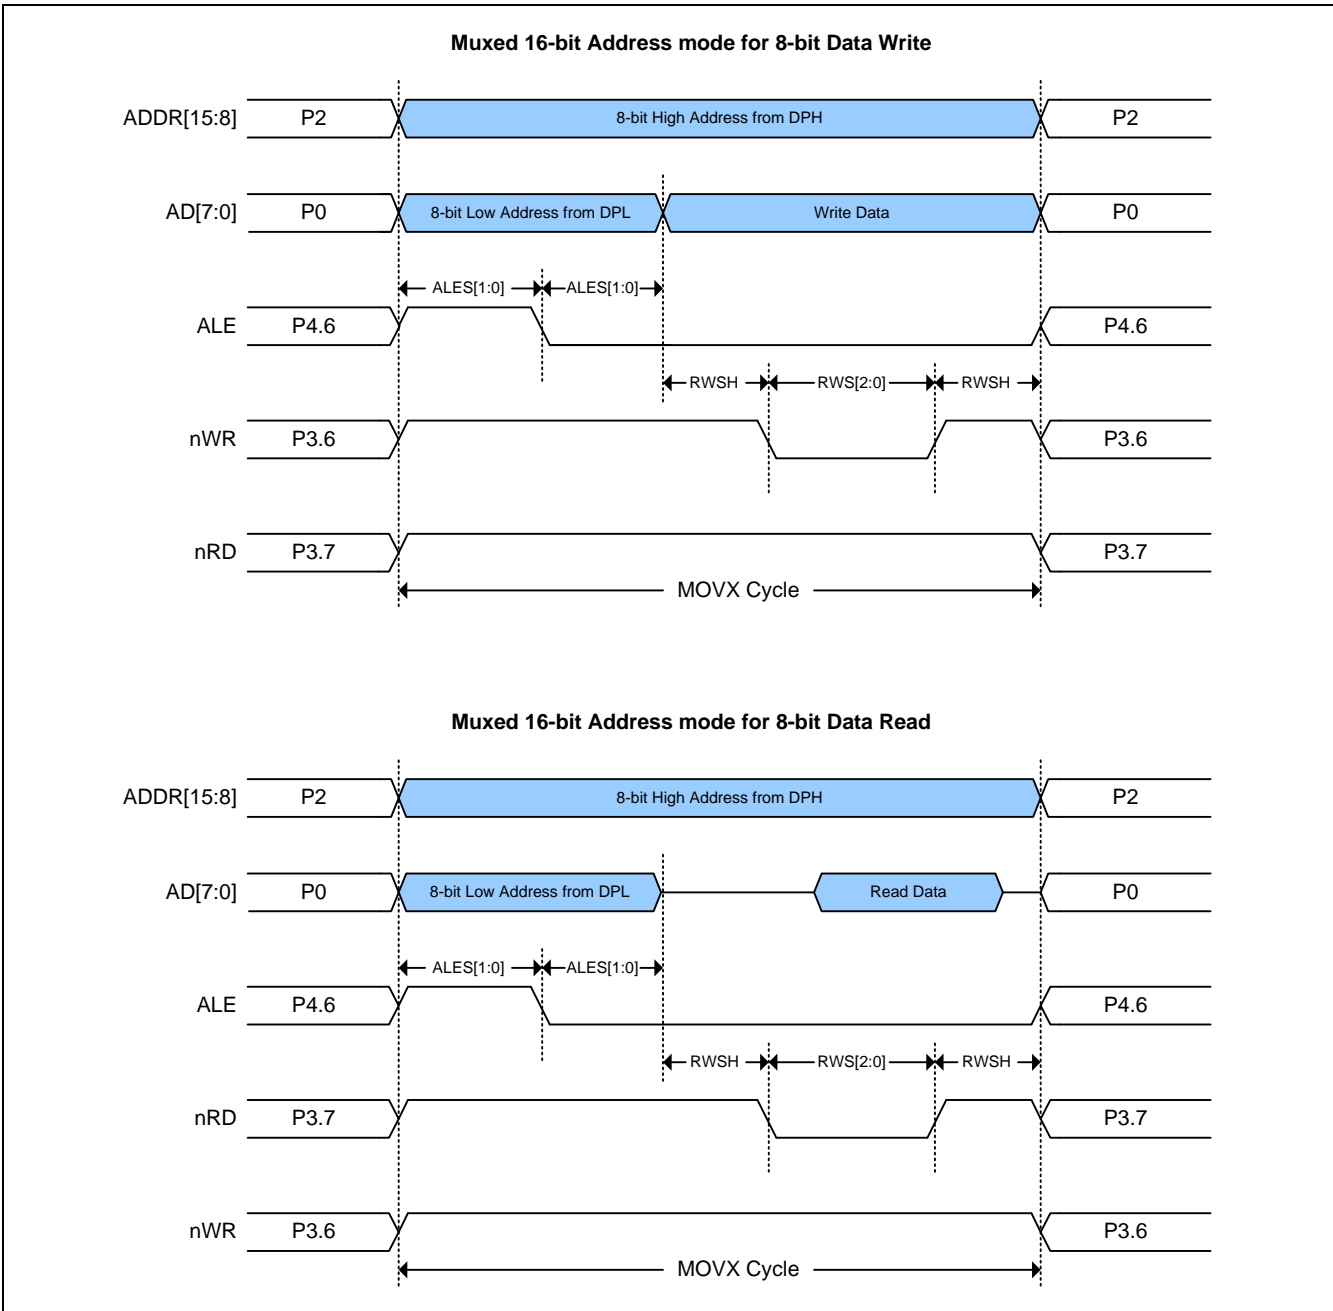 Muxed 16-bit Address mode for 8-bit Data Write
ADDR[15:8] P2 8-bit High Address from DPH P2
AD[7:0] P0 8-bit Low Address from DPL Write Data P0
ALES[1:0] ALES[1:0]
ALE P4.6 P4.6
RWSH RWS[2:0] RWSH
nWR P3.6 P3.6
nRD P3.7 P3.7
MOVX Cycle
Muxed 16-bit Address mode for 8-bit Data Read
ADDR[15:8] P2 8-bit High Address from DPH P2
AD[7:0] P0 8-bit Low Address from DPL Read Data P0
ALES[1:0] ALES[1:0]
ALE P4.6 P4.6
RWSH RWS[2:0] RWSH
nRD P3.7 P3.7
nWR P3.6 P3.6
MOVX Cycle